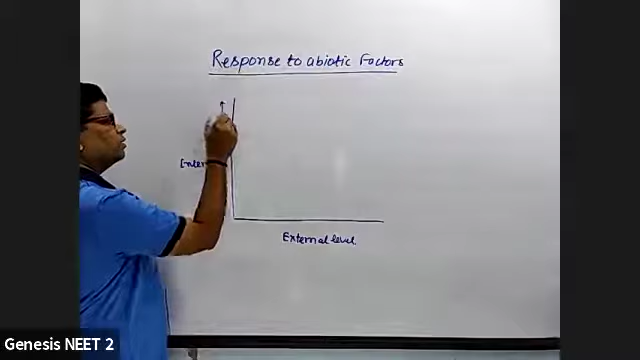 Response to abiotic Factors
External level
Genesis NEET 2